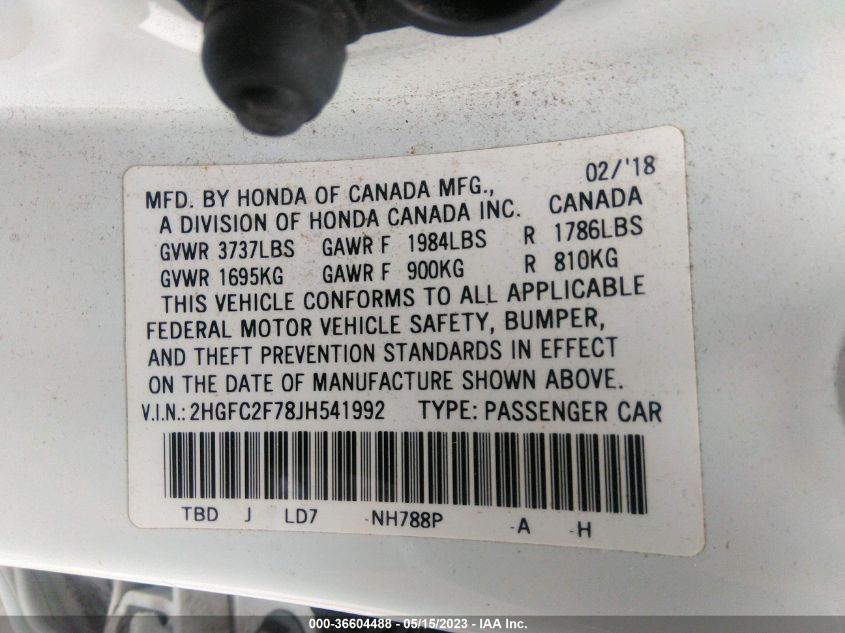 02/'18
MFD. BY HONDA OF CANADA MFG.,
A DIVISION OF HONDA CANADA INC. CANADA
GVWR 3737LBS GAWR F 1984LBS R 1786LBS
GVWR 1695KG GAWR F 900KG R 810KG
THIS VEHICLE CONFORMS TO ALL APPLICABLE
FEDERAL MOTOR VEHICLE SAFETY, BUMPER,
AND THEFT PREVENTION STANDARDS IN EFFECT
ON THE DATE OF MANUFACTURE SHOWN ABOVE.
V.I.N.: 2HGFC2F78JH541992 TYPE: PASSENGER CAR
TBD J LD7 -NH788P -A -H
000-36604488 - 05/15/2023 - IAA Inc.